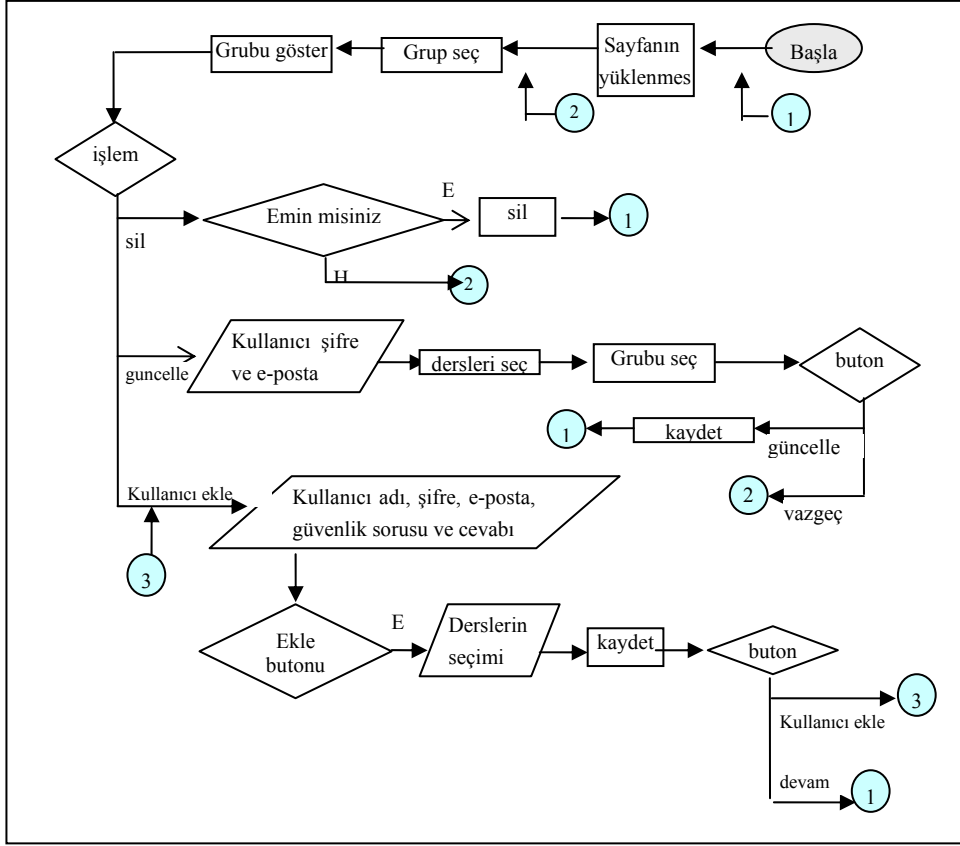 Başla
Sayfanın
yüklenmes
Grup seç
Grubu göster
1
2
işlem
sil
Emin misiniz
E
sil
1
H
2
guncelle
Kullanıcı şifre
ve e-posta
dersleri seç
Grubu seç
buton
güncelle
kaydet
1
vazgeç
2
Kullanıcı ekle
3
Kullanıcı adı, şifre, e-posta,
güvenlik sorusu ve cevabı
Ekle
butonu
E
Derslerin
seçimi
kaydet
buton
Kullanıcı ekle
3
devam
1